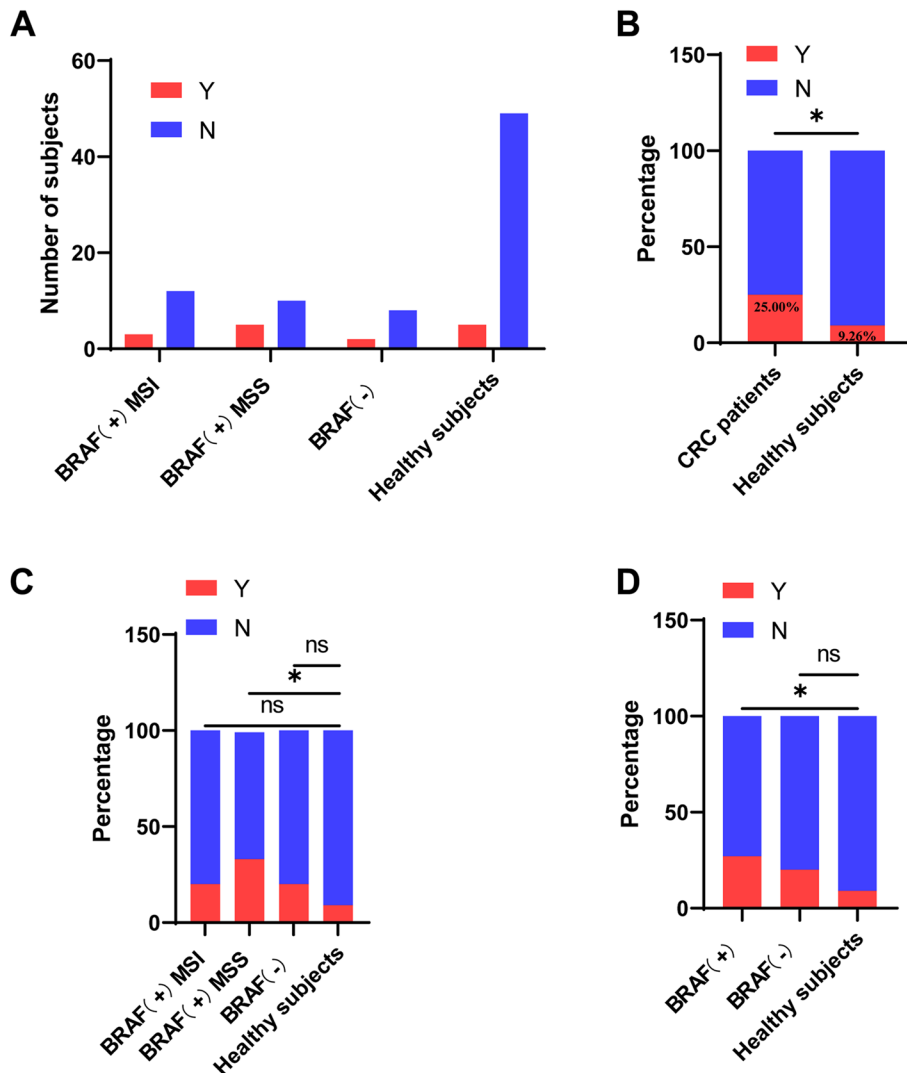 A
Number of subjects
60
40
20
0
Y
N
BRAF(+) MSI
BRAF(+) MSS
BRAF(-)
Healthy subjects
B
Percentage
150
100
50
0
Y
N
*
25.00%
9.26%
CRC patients
Healthy subjects
C
Percentage
150
100
50
0
Y
N
ns
*
ns
BRAF(+) MSI
BRAF(+) MSS
BRAF(-)
Healthy subjects
D
Percentage
150
100
50
0
Y
N
ns
*
BRAF(+)
BRAF(-)
Healthy subjects